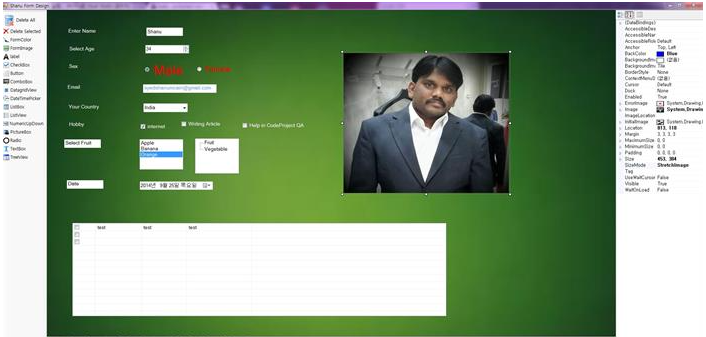 Shanu Form Design
Delete All
Delete Selected
FormColor
FormImage
label
CheckBox
Button
ComboBox
DatagridView
DateTimePicker
ListBox
ListView
NumericUpDown
PictureBox
Radio
TextBox
TreeView
Enter Name
Shanu
Select Age
34
Sex
Male
Email
Your Country
India
Hobby
internet
Writing Article
Help in CodeProject QA
Select Fruit
Apple
Banana
Orange
Fruit
Vegetable
Date
2014년 9월 25일 목요일
test test test
(DataBindings)
AccessibleDes
AccessibleNar
AccessibleRol Default
Anchor Top, Left
BackColor Blue
BackgroundIm (없음)
BackgroundIm Tile
BorderStyle None
ContextMenuS (없음)
Cursor Default
Dock None
Enabled True
ErrorImage System.Drawing.I
Image System.Drawing
ImageLocation
InitialImage System.Drawing.I
Location 813, 118
Margin 3, 3, 3, 3
MaximumSize 0, 0
MinimumSize 0, 0
Padding 0, 0, 0, 0
Size 453, 384
SizeMode StretchImage
Tag
UseWaitCursor False
Visible True
WaitOnLoad False